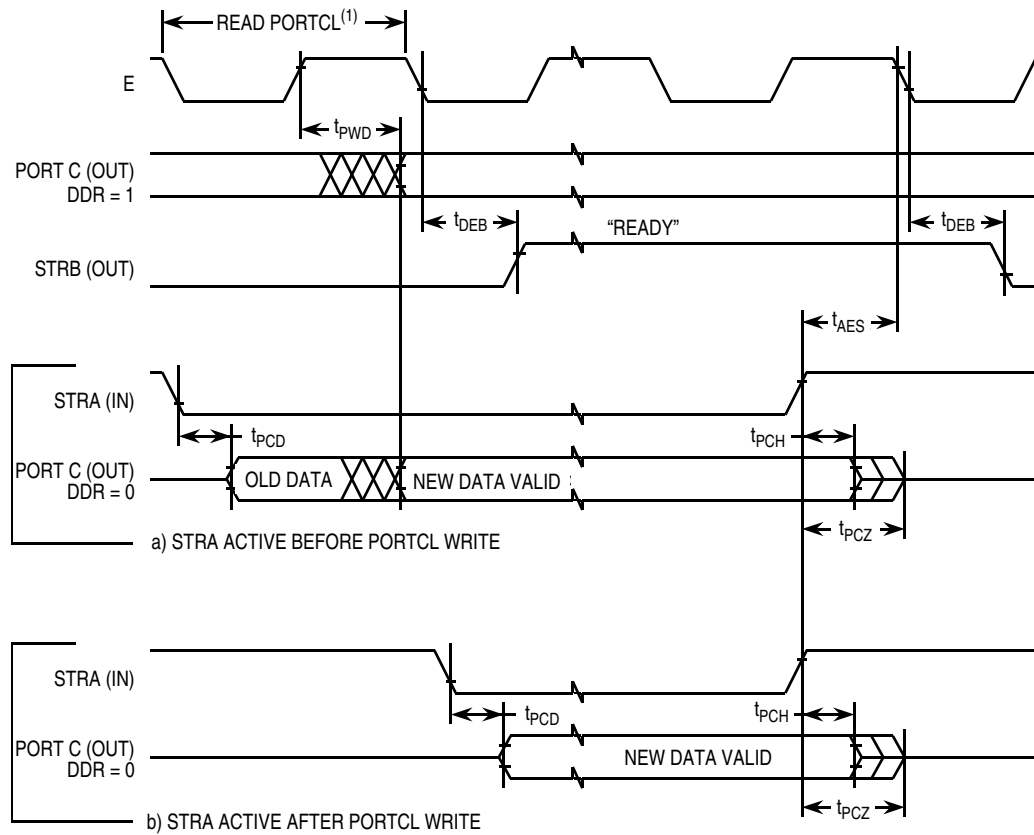 READ PORTCL(1)
E
tPWD
PORT C (OUT)
DDR = 1
tDEB
"READY"
tDEB
STRB (OUT)
tAES
STRA (IN)
tPCD
tPCH
PORT C (OUT)
DDR = 0
OLD DATA
NEW DATA VALID
tPCZ
a) STRA ACTIVE BEFORE PORTCL WRITE
STRA (IN)
tPCD
tPCH
PORT C (OUT)
DDR = 0
NEW DATA VALID
tPCZ
b) STRA ACTIVE AFTER PORTCL WRITE